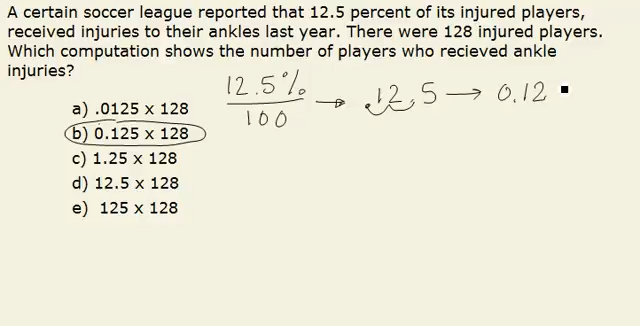 A certain soccer league reported that 12.5 percent of its injured players,
received injuries to their ankles last year. There were 128 injured players.
Which computation shows the number of players who recieved ankle
injuries?
12.5% / 100 → 12.5 → 0.12
a) .0125 x 128
b) 0.125 x 128
c) 1.25 x 128
d) 12.5 x 128
e) 125 x 128